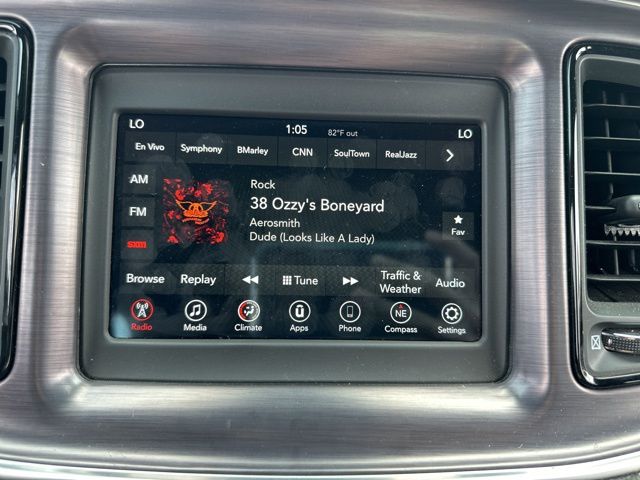 LO 1:05 82°F out LO
En Vivo Symphony BMarley CNN SoulTown RealJazz
AM
Rock
38 Ozzy's Boneyard
FM
Aerosmith
Fav
Dude (Looks Like A Lady)
sxm
Browse Replay Tune Traffic & Weather Audio
NE
Radio Media Climate Apps Phone Compass Settings